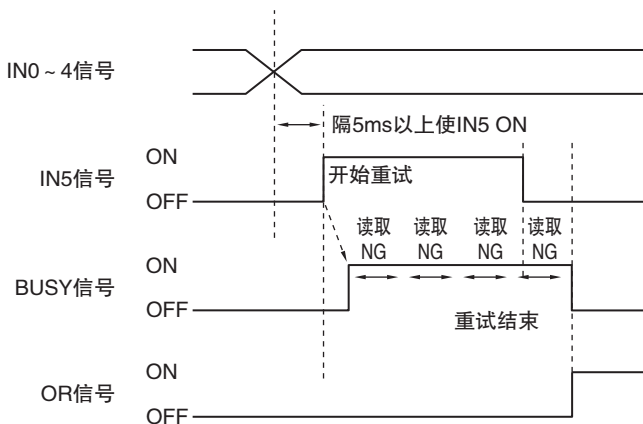 IN0～4信号
隔5ms以上使IN5 ON
ON
IN5信号
OFF
开始重试
读取 读取 读取 读取
NG NG NG NG
ON
BUSY信号
OFF
重试结束
ON
OR信号
OFF